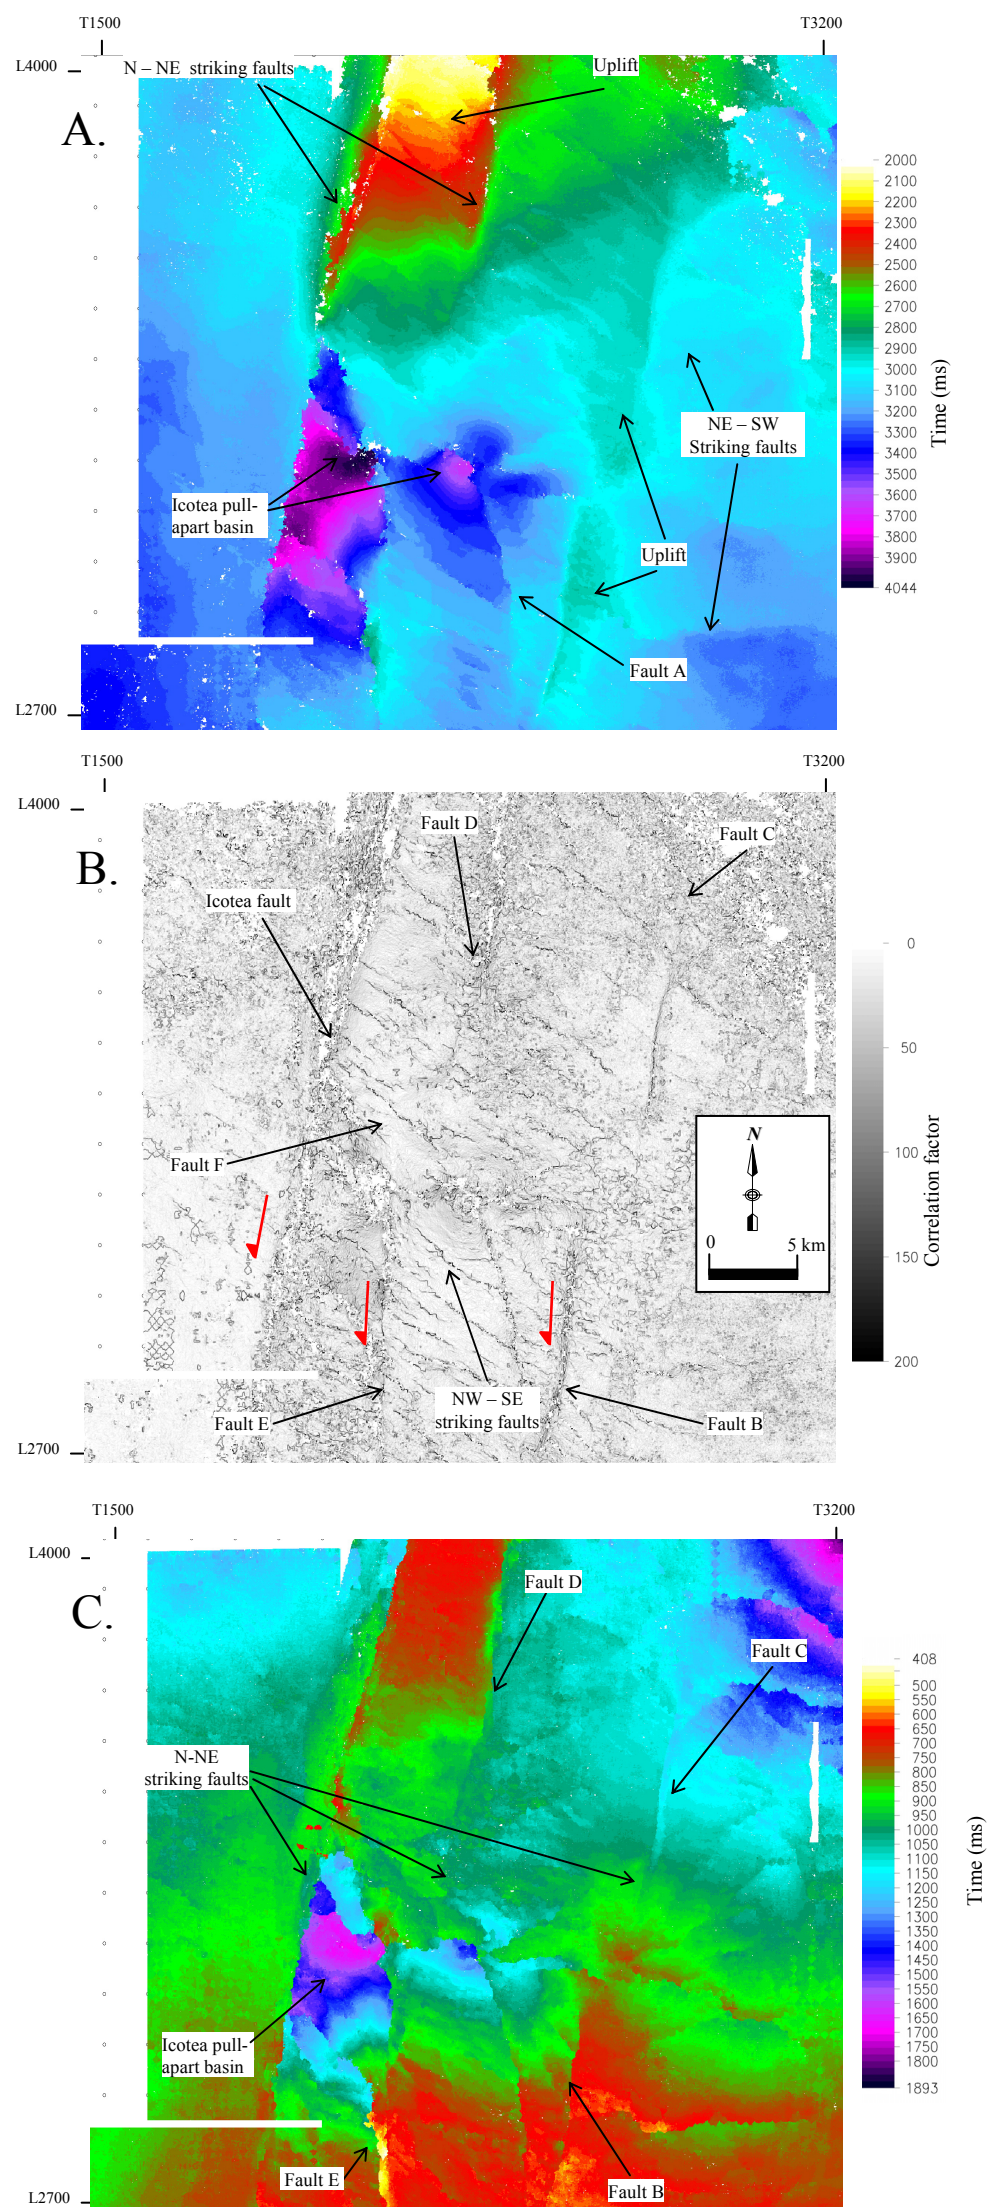 T1500
T3200
L4000
N – NE striking faults
Uplift
A.
2000
2100
2200
2300
2400
2500
2600
2700
2800
2900
3000
3100
3200
3300
3400
3500
3600
3700
3800
3900
4044
Time (ms)
NE – SW
Striking faults
Icotea pull-
apart basin
Uplift
Fault A
L2700
T1500
T3200
L4000
Fault D
Fault C
B.
Icotea fault
0
50
100
150
200
Correlation factor
N
0
5 km
Fault F
NW – SE
striking faults
Fault E
Fault B
L2700
T1500
T3200
L4000
Fault D
C.
Fault C
408
500
550
600
650
700
750
800
850
900
950
1000
1050
1100
1150
1200
1250
1300
1350
1400
1450
1500
1550
1600
1650
1700
1750
1800
1893
Time (ms)
N-NE
striking faults
Icotea pull-
apart basin
Fault E
Fault B
L2700